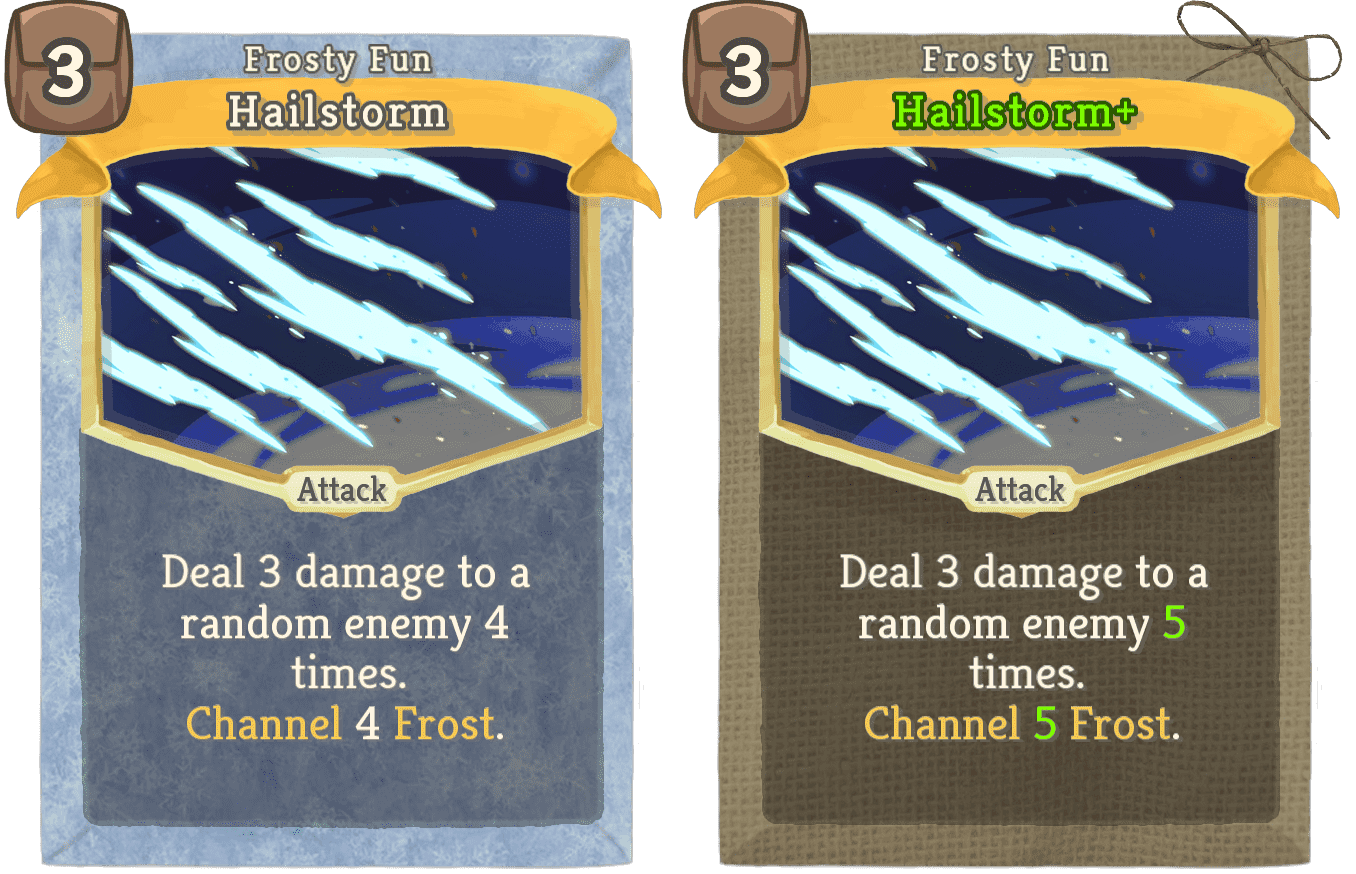 3
Frosty Fun
Hailstorm
Attack
Deal 3 damage to a
random enemy 4
times.
Channel 4 Frost.
3
Frosty Fun
Hailstorm+
Attack
Deal 3 damage to a
random enemy 5
times.
Channel 5 Frost.